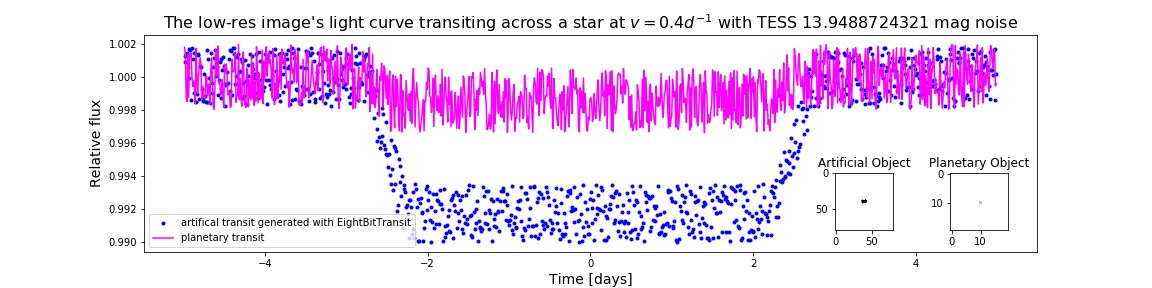 The low-res image's light curve transiting across a star at v = 0.4d⁻¹ with TESS 13.9488724321 mag noise
1.002
1.000
0.998
0.996
0.994
0.992
0.990
Relative flux
Artificial Object
0
50
0
50
Planetary Object
0
10
0
10
artifical transit generated with EightBitTransit
planetary transit
−4
−2
0
2
4
Time [days]